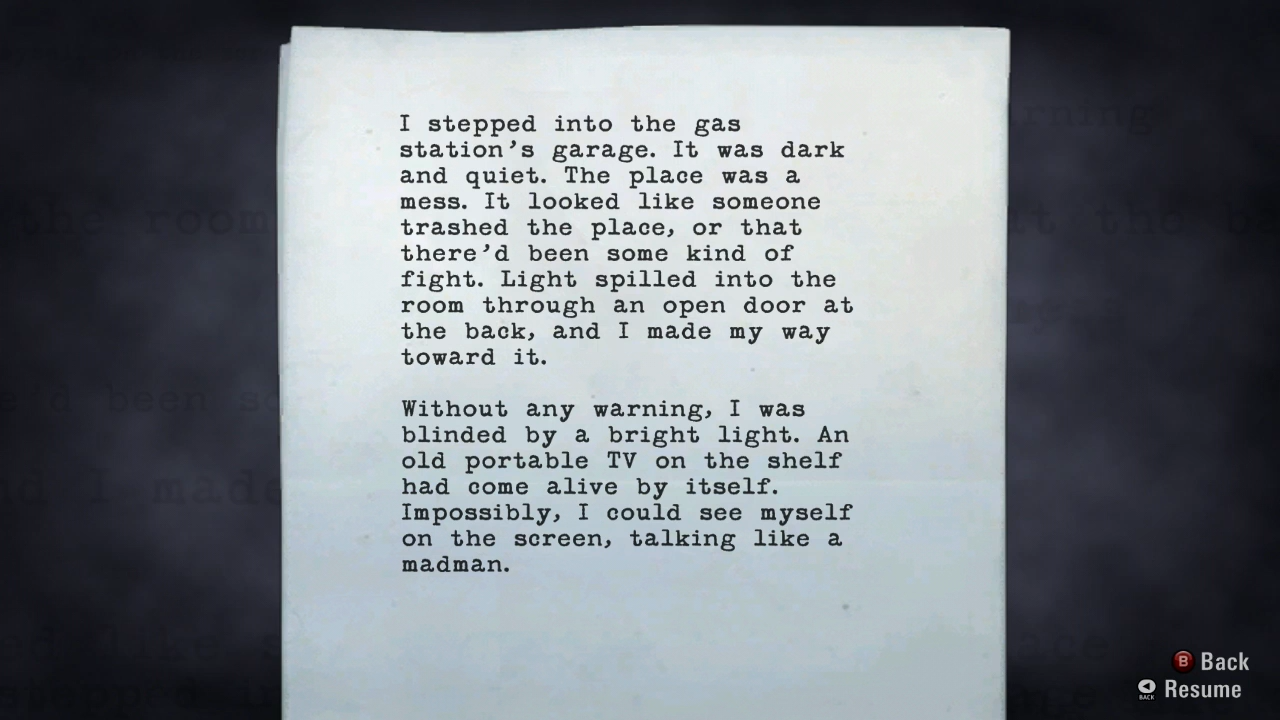 I stepped into the gas
station's garage. It was dark
and quiet. The place was a
mess. It looked like someone
trashed the place, or that
there'd been some kind of
fight. Light spilled into the
room through an open door at
the back, and I made my way
toward it.
Without any warning, I was
blinded by a bright light. An
old portable TV on the shelf
had come alive by itself.
Impossibly, I could see myself
on the screen, talking like a
madman.
B Back
BACK Resume